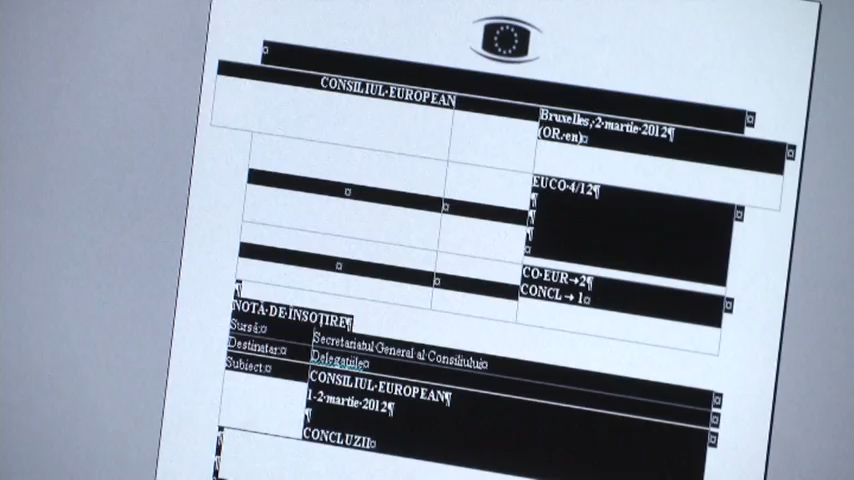 CONSILIUL EUROPEAN
Bruxelles, 2 martie 2012
(OR. en)
EUCO 4/12
CO EUR→2
CONCL → 1
NOTĂ DE ÎNSOȚIRE
Sursă:
Secretariatul General al Consiliului
Destinatar:
Delegațiile
Subiect:
CONSILIUL EUROPEAN
1-2 martie 2012
CONCLUZII